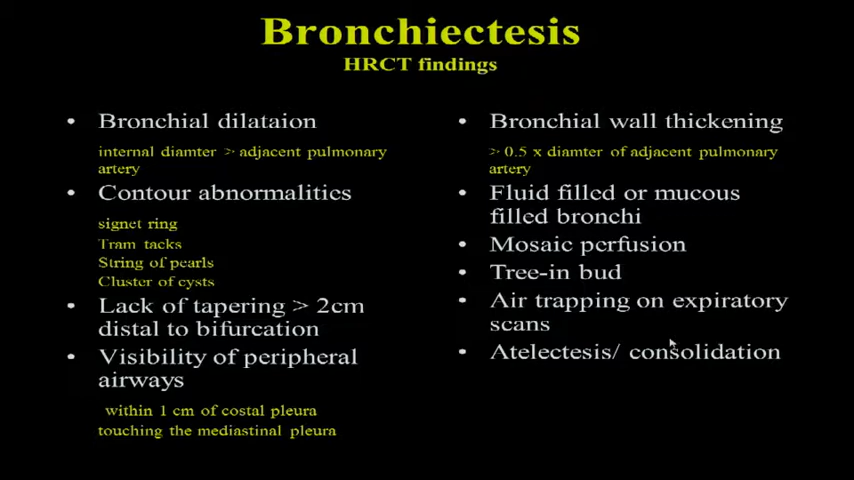 Bronchiectesis
HRCT findings
• Bronchial dilataion
internal diamter > adjacent pulmonary
artery
• Contour abnormalitics
signet ring
Tram tacks
String of pearls
Cluster of cysts
• Lack of tapering > 2cm
distal to bifurcation
• Visibility of peripheral
airways
within 1 cm of costal pleura
touching the mediastinal pleura
• Bronchial wall thickening
> 0.5 x diamter of adjacent pulmonary
artery
• Fluid filled or mucous
filled bronchi
• Mosaic perfusion
• Tree-in bud
• Air trapping on expiratory
scans
• Atelectesis/ consolidation